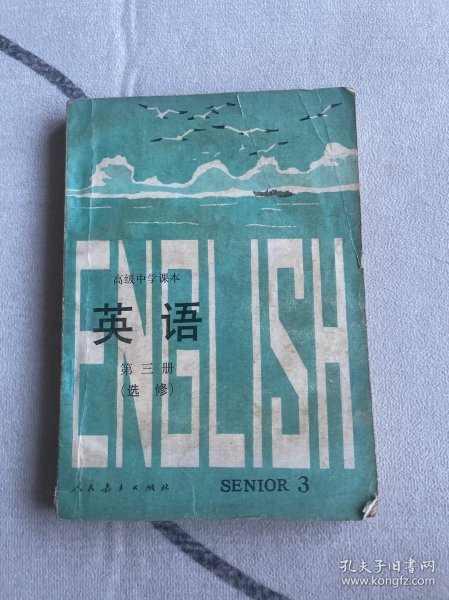 ENGLISH
高级中学课本
英语
第三册
(选修)
人民教育出版社
SENIOR 3
孔夫子旧书网
www.kongfz.com